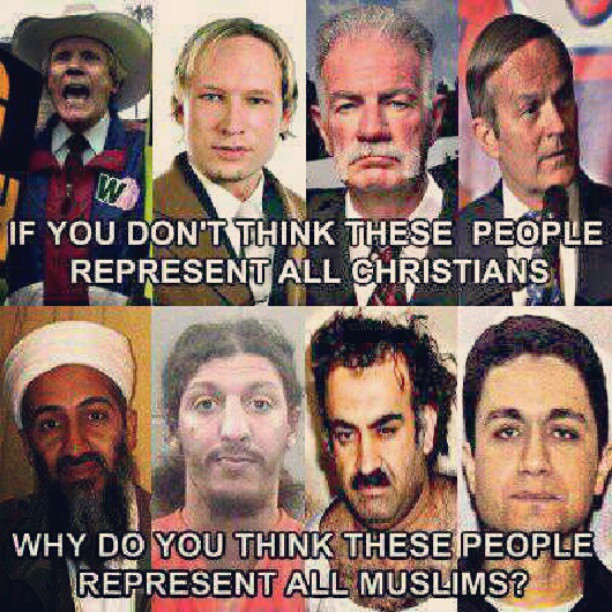 W
IF YOU DON'T THINK THESE PEOPLE
REPRESENT ALL CHRISTIANS
WHY DO YOU THINK THESE PEOPLE
REPRESENT ALL MUSLIMS?